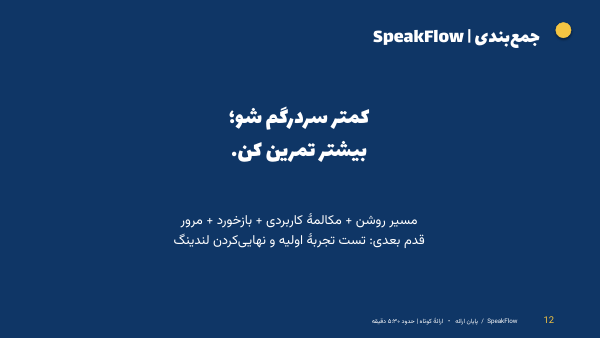 جمع‌بندی | SpeakFlow
کمتر سردرگم شو؛
بیشتر تمرین کن.
مسیر روشن + مکالمهٔ کاربردی + بازخورد + مرور
قدم بعدی: تست تجربهٔ اولیه و نهایی‌کردن لندینگ
SpeakFlow / پایان ارائه • ارائهٔ کوتاه | حدود ۵:۳۰ دقیقه
12